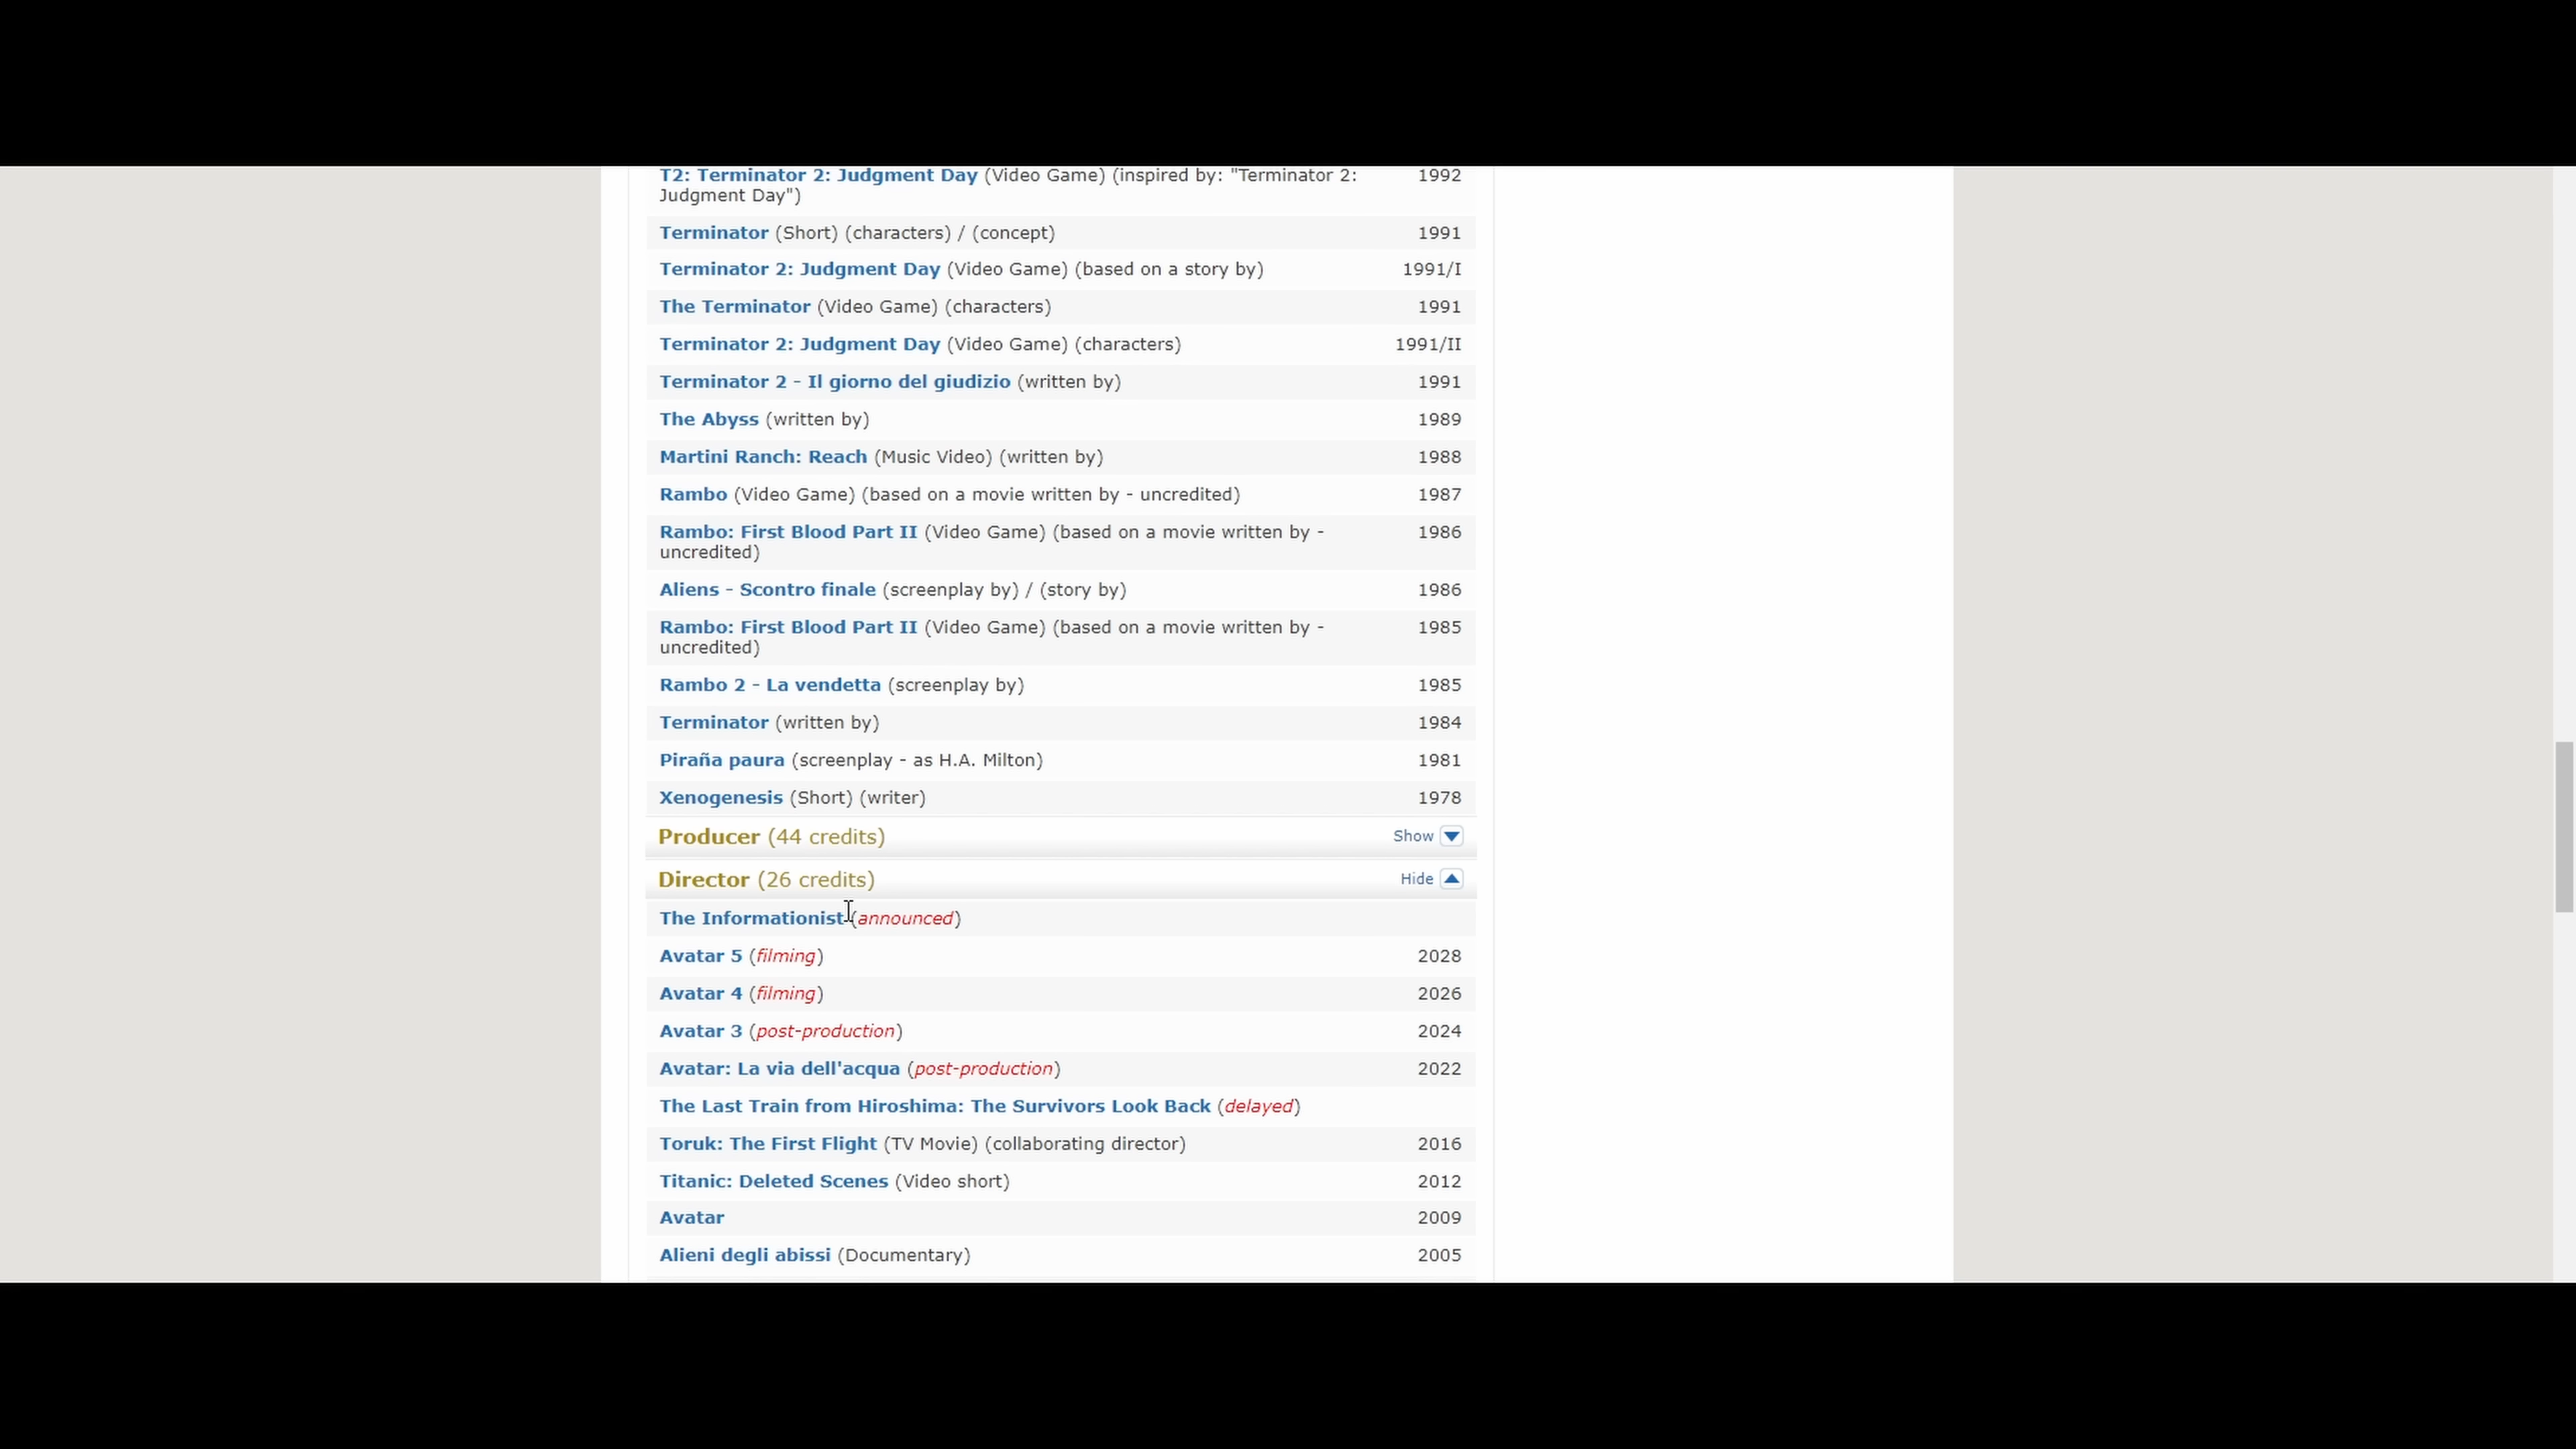 T2: Terminator 2: Judgment Day (Video Game) (inspired by: "Terminator 2: 1992
Judgment Day")
Terminator (Short) (characters) / (concept) 1991
Terminator 2: Judgment Day (Video Game) (based on a story by) 1991/I
The Terminator (Video Game) (characters) 1991
Terminator 2: Judgment Day (Video Game) (characters) 1991/II
Terminator 2 - Il giorno del giudizio (written by) 1991
The Abyss (written by) 1989
Martini Ranch: Reach (Music Video) (written by) 1988
Rambo (Video Game) (based on a movie written by - uncredited) 1987
Rambo: First Blood Part II (Video Game) (based on a movie written by - 1986
uncredited)
Aliens - Scontro finale (screenplay by) / (story by) 1986
Rambo: First Blood Part II (Video Game) (based on a movie written by - 1985
uncredited)
Rambo 2 - La vendetta (screenplay by) 1985
Terminator (written by) 1984
Piraña paura (screenplay - as H.A. Milton) 1981
Xenogenesis (Short) (writer) 1978
Producer (44 credits) Show
Director (26 credits) Hide
The Informationist (announced)
Avatar 5 (filming) 2028
Avatar 4 (filming) 2026
Avatar 3 (post-production) 2024
Avatar: La via dell'acqua (post-production) 2022
The Last Train from Hiroshima: The Survivors Look Back (delayed)
Toruk: The First Flight (TV Movie) (collaborating director) 2016
Titanic: Deleted Scenes (Video short) 2012
Avatar 2009
Alieni degli abissi (Documentary) 2005